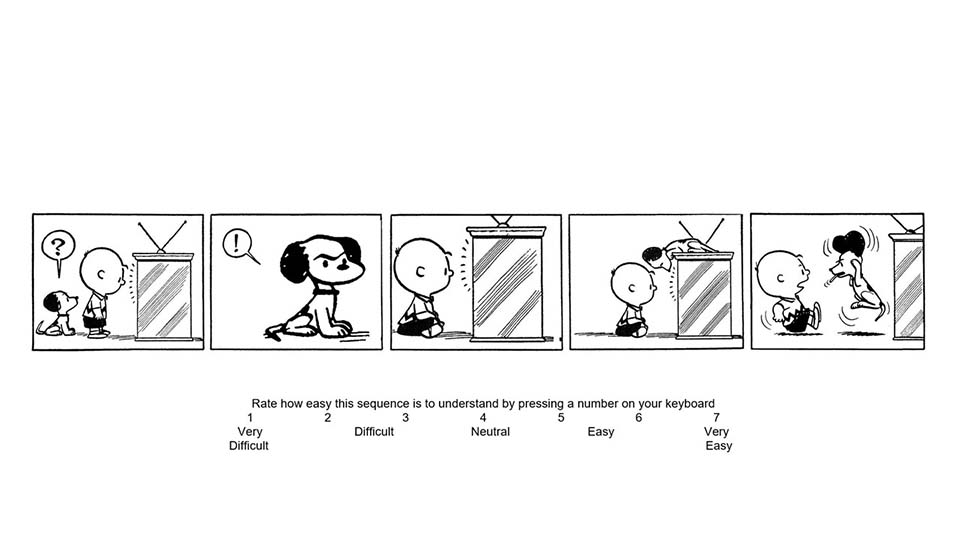 ?
!
Rate how easy this sequence is to understand by pressing a number on your keyboard
1 2 3 4 5 6 7
Very Difficult Neutral Easy Very
Difficult Easy